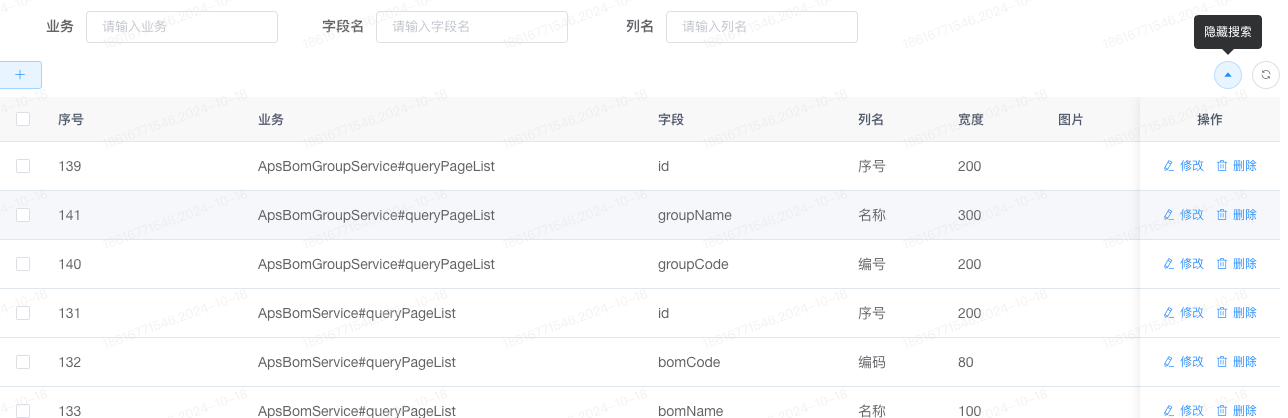 业务 请输入业务 字段名 请输入字段名 列名 请输入列名
隐藏搜索
序号 业务 字段 列名 宽度 图片 操作
139 ApsBomGroupService#queryPageList id 序号 200 修改 删除
141 ApsBomGroupService#queryPageList groupName 名称 300 修改 删除
140 ApsBomGroupService#queryPageList groupCode 编号 200 修改 删除
131 ApsBomService#queryPageList id 序号 200 修改 删除
132 ApsBomService#queryPageList bomCode 编码 80 修改 删除
133 ApsBomService#queryPageList bomName 名称 100 修改 删除
18616771546,2024-10-18